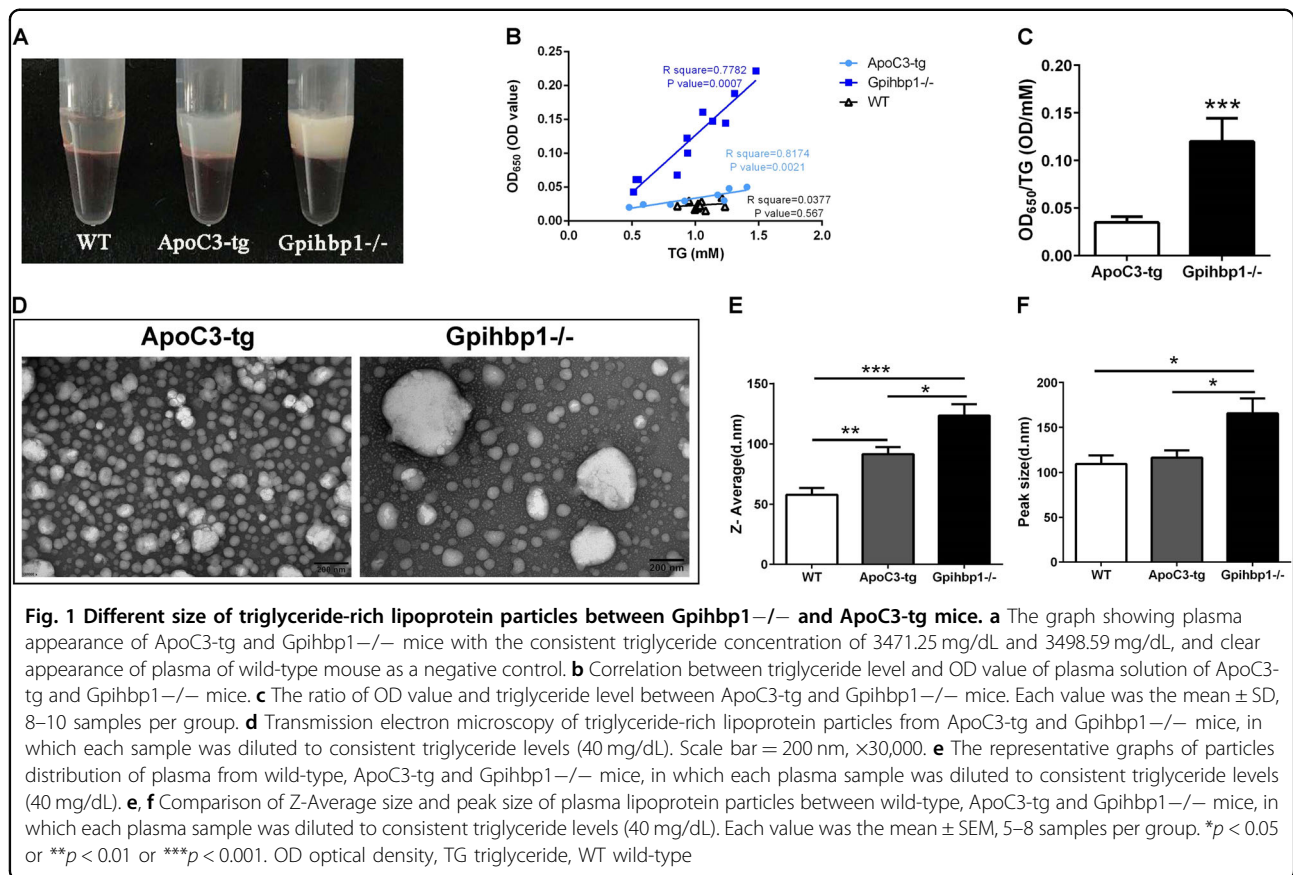 A
WT ApoC3-tg Gpihbp1-/-
B
OD650 (OD value)
0.25
0.20
0.15
0.10
0.05
0.00
0.0 0.5 1.0 1.5 2.0
TG (mM)
R square=0.7782
P value=0.0007
R square=0.8174
P value=0.0021
R square=0.0377
P value=0.567
ApoC3-tg
Gpihbp1-/-
WT
C
OD650/TG (OD/mM)
0.20
0.15
0.10
0.05
0.00
***
ApoC3-tg Gpihbp1-/-
D
ApoC3-tg Gpihbp1-/-
200 nm
200 nm
E
Z- Average(d.nm)
150
100
50
0
***
*
**
WT ApoC3-tg Gpihbp1-/-
F
Peak size(d.nm)
200
150
100
50
0
*
*
WT ApoC3-tg Gpihbp1-/-
Fig. 1 Different size of triglyceride-rich lipoprotein particles between Gpihbp1−/− and ApoC3-tg mice. a The graph showing plasma
appearance of ApoC3-tg and Gpihbp1−/− mice with the consistent triglyceride concentration of 3471.25 mg/dL and 3498.59 mg/dL, and clear
appearance of plasma of wild-type mouse as a negative control. b Correlation between triglyceride level and OD value of plasma solution of ApoC3-
tg and Gpihbp1−/− mice. c The ratio of OD value and triglyceride level between ApoC3-tg and Gpihbp1−/− mice. Each value was the mean ± SD,
8–10 samples per group. d Transmission electron microscopy of triglyceride-rich lipoprotein particles from ApoC3-tg and Gpihbp1−/− mice, in
which each sample was diluted to consistent triglyceride levels (40 mg/dL). Scale bar = 200 nm, ×30,000. e The representative graphs of particles
distribution of plasma from wild-type, ApoC3-tg and Gpihbp1−/− mice, in which each plasma sample was diluted to consistent triglyceride levels
(40 mg/dL). e, f Comparison of Z-Average size and peak size of plasma lipoprotein particles between wild-type, ApoC3-tg and Gpihbp1−/− mice, in
which each plasma sample was diluted to consistent triglyceride levels (40 mg/dL). Each value was the mean ± SEM, 5–8 samples per group. *p < 0.05
or **p < 0.01 or ***p < 0.001. OD optical density, TG triglyceride, WT wild-type